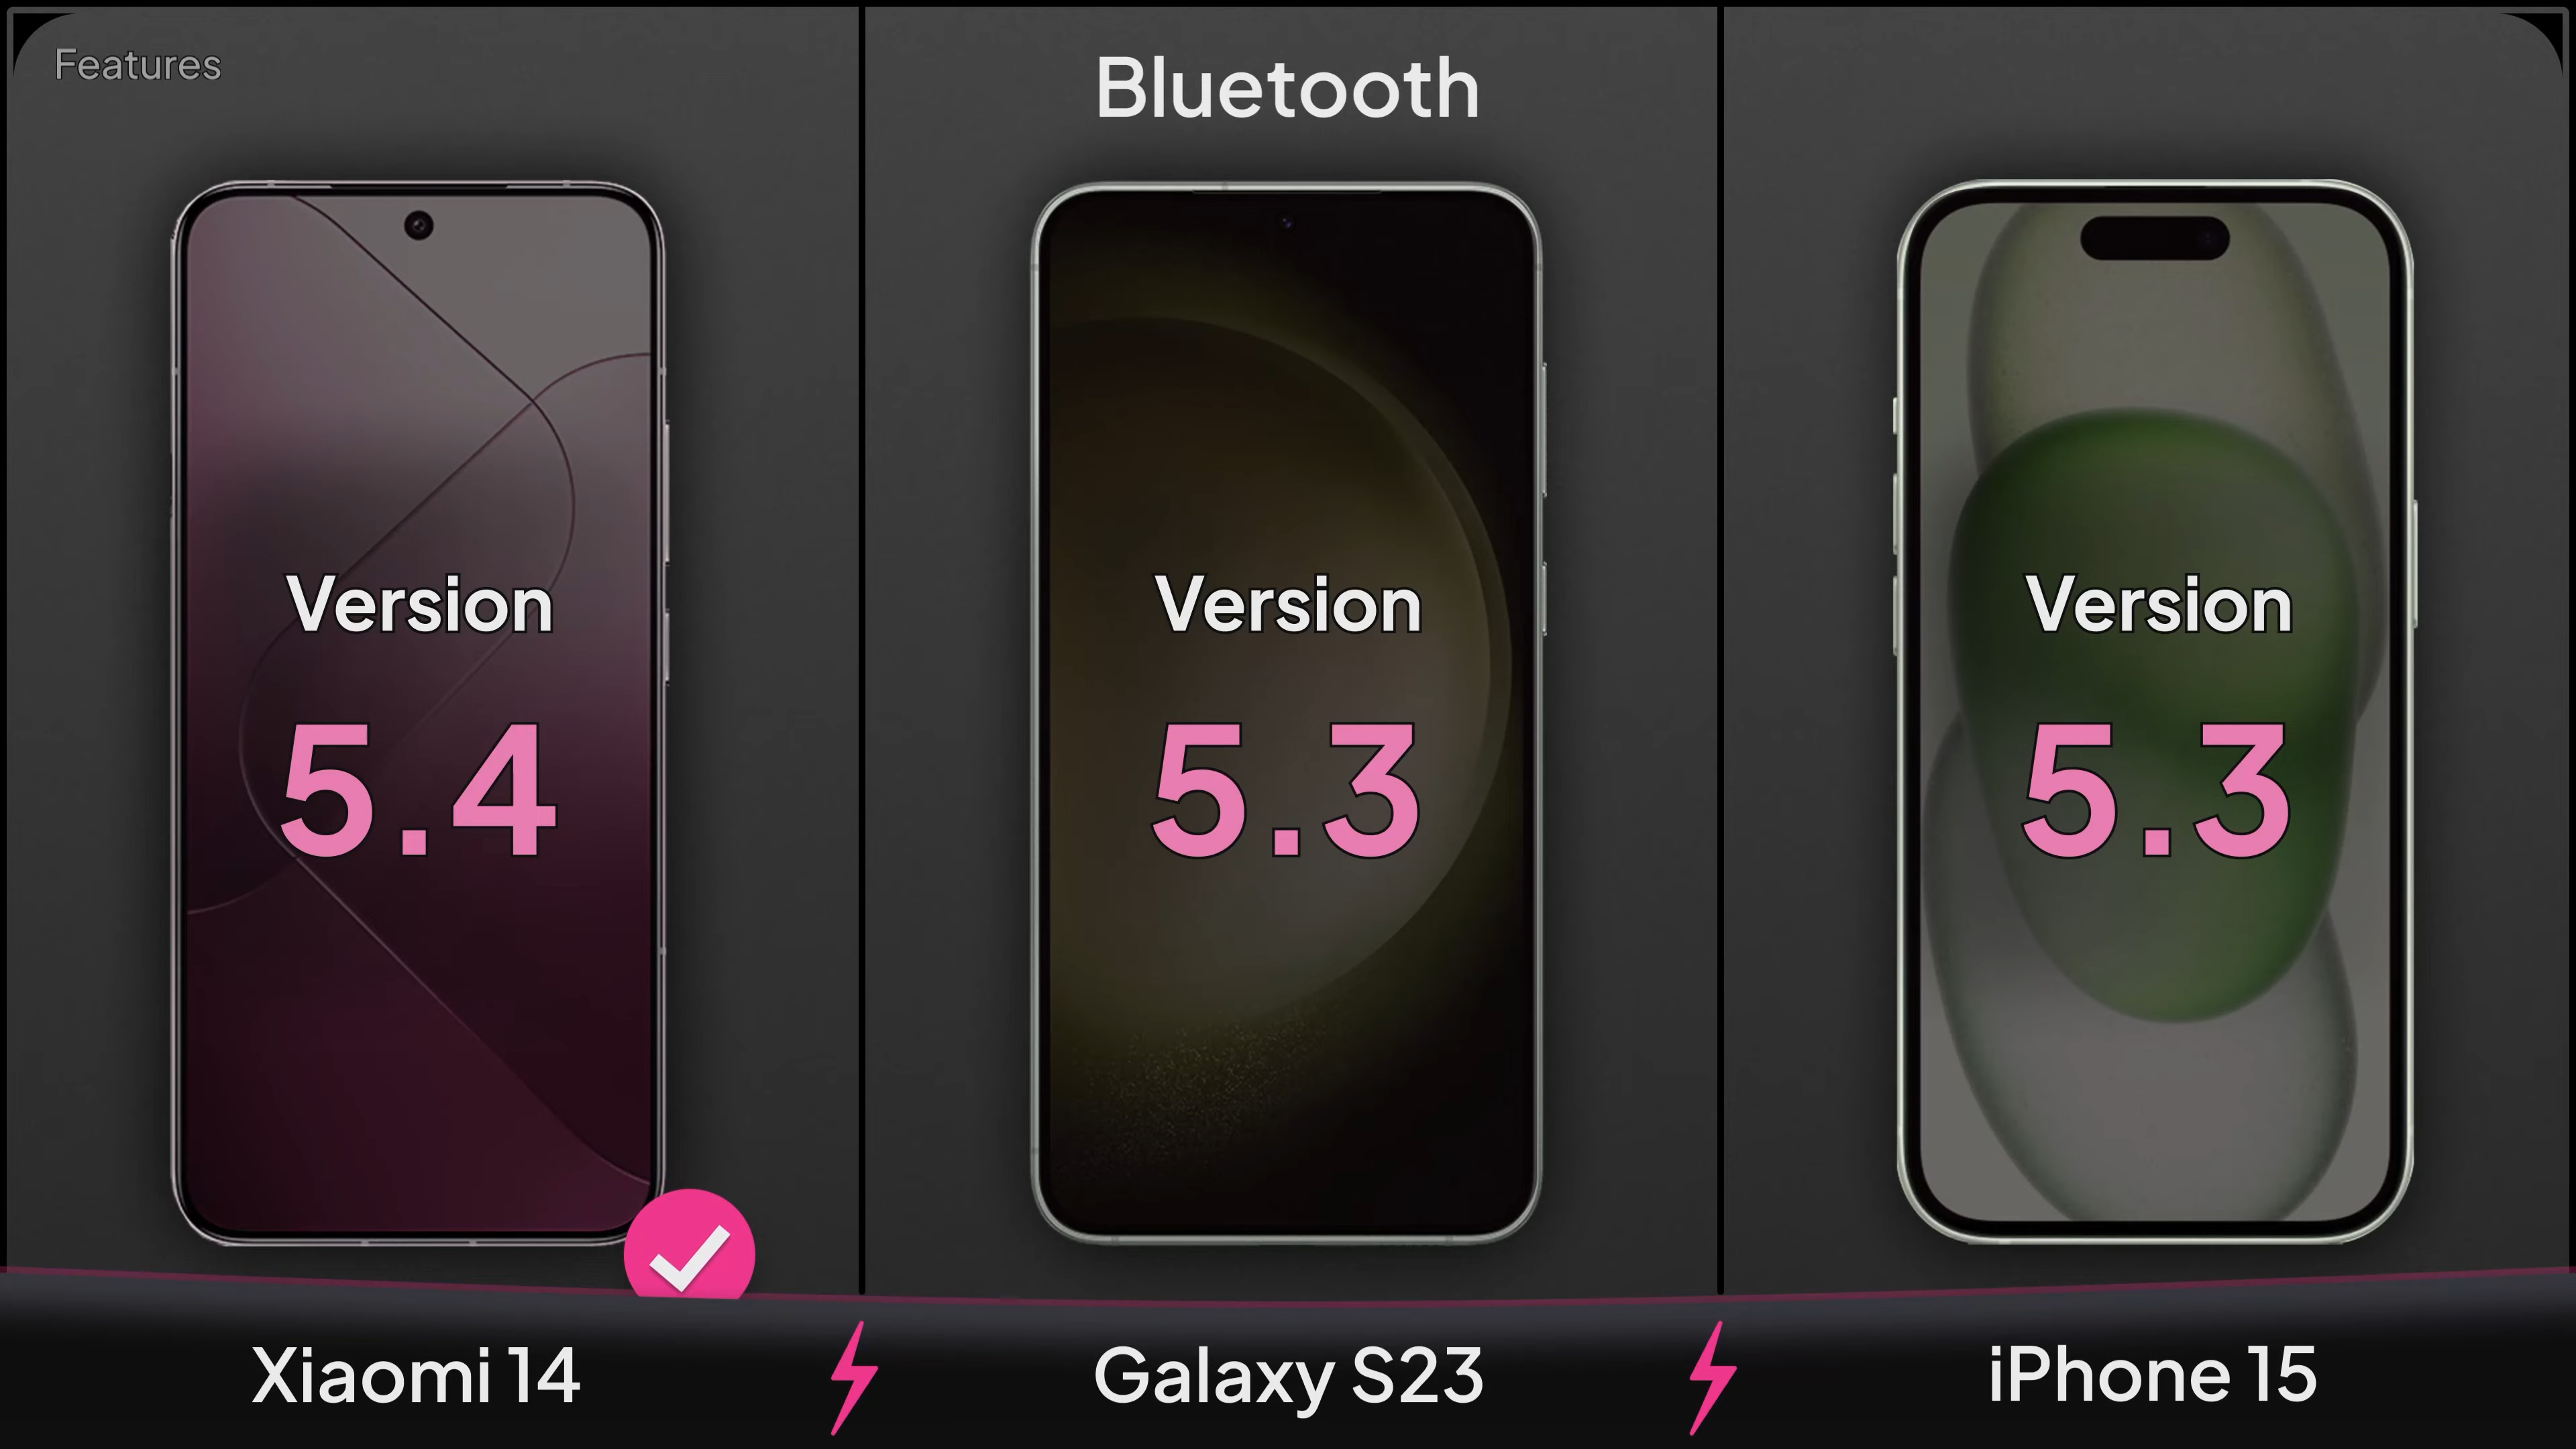 Features
Bluetooth
Version
5.4
Version
5.3
Version
5.3
Xiaomi 14
Galaxy S23
iPhone 15